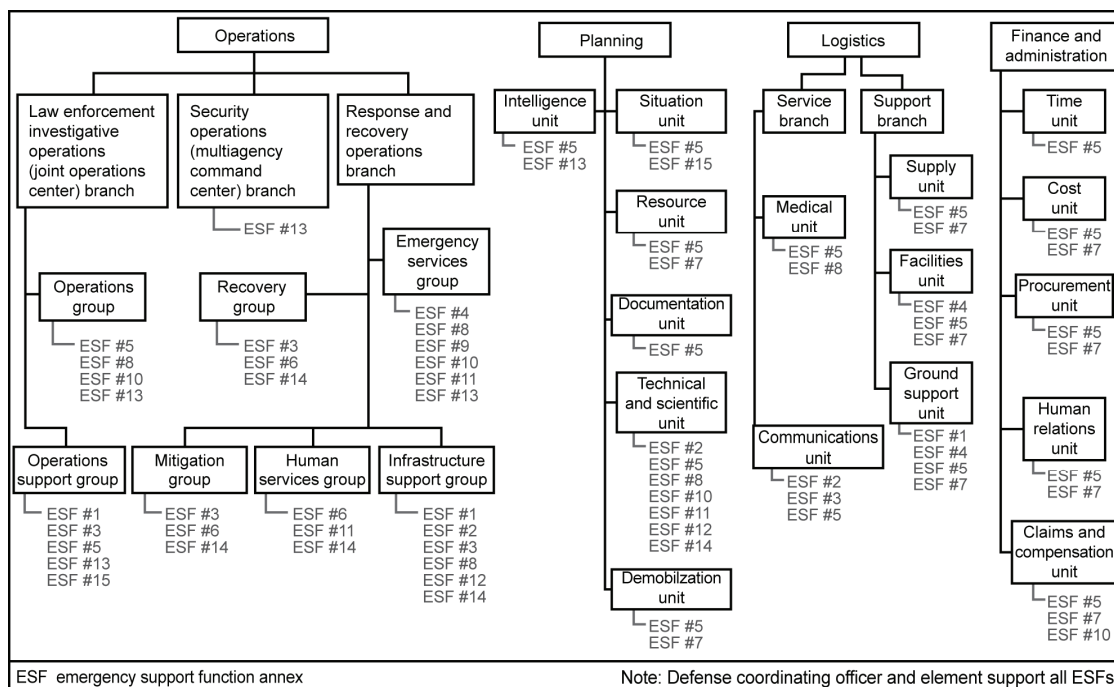 Operations
Law enforcement
investigative
operations
(joint operations
center) branch
Security
operations
(multiagency
command
center) branch
ESF #13
Response and
recovery
operations
branch
Operations
group
ESF #5
ESF #8
ESF #10
ESF #13
Recovery
group
ESF #3
ESF #6
ESF #14
Emergency
services
group
ESF #4
ESF #8
ESF #9
ESF #10
ESF #11
ESF #13
Operations
support group
ESF #1
ESF #3
ESF #5
ESF #13
ESF #15
Mitigation
group
ESF #3
ESF #6
ESF #14
Human
services group
ESF #6
ESF #11
ESF #14
Infrastructure
support group
ESF #1
ESF #2
ESF #3
ESF #8
ESF #12
ESF #14
Planning
Intelligence
unit
ESF #5
ESF #13
Situation
unit
ESF #5
ESF #15
Resource
unit
ESF #5
ESF #7
Documentation
unit
ESF #5
Technical
and scientific
unit
ESF #2
ESF #5
ESF #8
ESF #10
ESF #11
ESF #12
ESF #14
Demobilzation
unit
ESF #5
ESF #7
Logistics
Service
branch
Medical
unit
ESF #5
ESF #8
Communications
unit
ESF #2
ESF #3
ESF #5
Support
branch
Supply
unit
ESF #5
ESF #7
Facilities
unit
ESF #4
ESF #5
ESF #7
Ground
support
unit
ESF #1
ESF #4
ESF #5
ESF #7
Finance and
administration
Time
unit
ESF #5
Cost
unit
ESF #5
ESF #7
Procurement
unit
ESF #5
ESF #7
Human
relations
unit
ESF #5
ESF #7
Claims and
compensation
unit
ESF #5
ESF #7
ESF #10
ESF emergency support function annex
Note: Defense coordinating officer and element support all ESFs